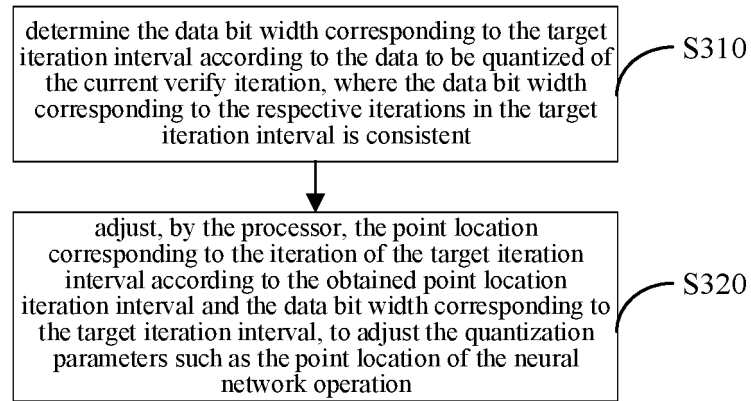 determine the data bit width corresponding to the target
iteration interval according to the data to be quantized of
the current verify iteration, where the data bit width
corresponding to the respective iterations in the target
iteration interval is consistent
S310
adjust, by the processor, the point location
corresponding to the iteration of the target iteration
interval according to the obtained point location
iteration interval and the data bit width corresponding to
the target iteration interval, to adjust the quantization
parameters such as the point location of the neural
network operation
S320